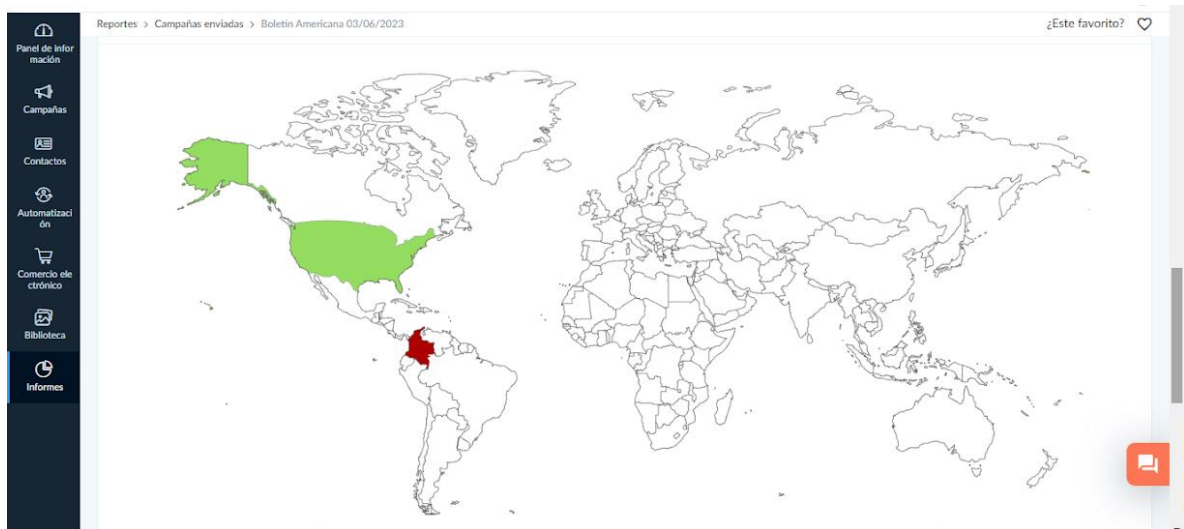 Reportes > Campañas enviadas > Boletín Americana 03/06/2023
¿Este favorito?
Panel de infor
mación
Campañas
Contactos
Automatizaci
ón
Comercio ele
ctrónico
Biblioteca
Informes